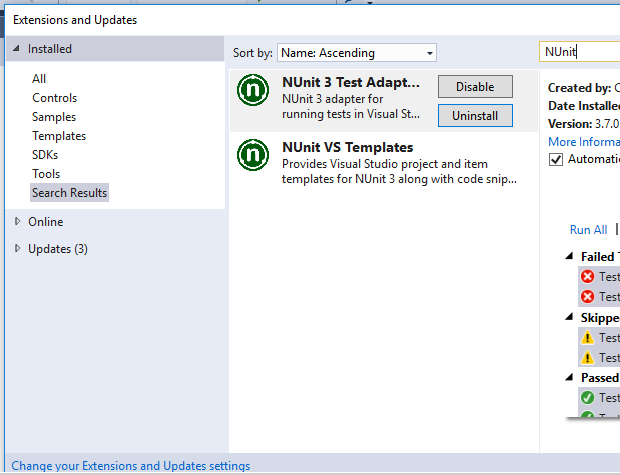 Extensions and Updates
Installed
All
Controls
Samples
Templates
SDKs
Tools
Search Results
Online
Updates (3)
Change your Extensions and Updates settings
Sort by: Name: Ascending
NUnit 3 Test Adapt...
NUnit 3 adapter for
running tests in Visual St...
Disable
Uninstall
NUnit VS Templates
Provides Visual Studio project and item
templates for NUnit 3 along with code snip...
NUnit
Created by:
Date Installed
Version: 3.7.0
More Informa
Automatic
Run All
Failed
Test
Test
Skippe
Test
Test
Passed
Test